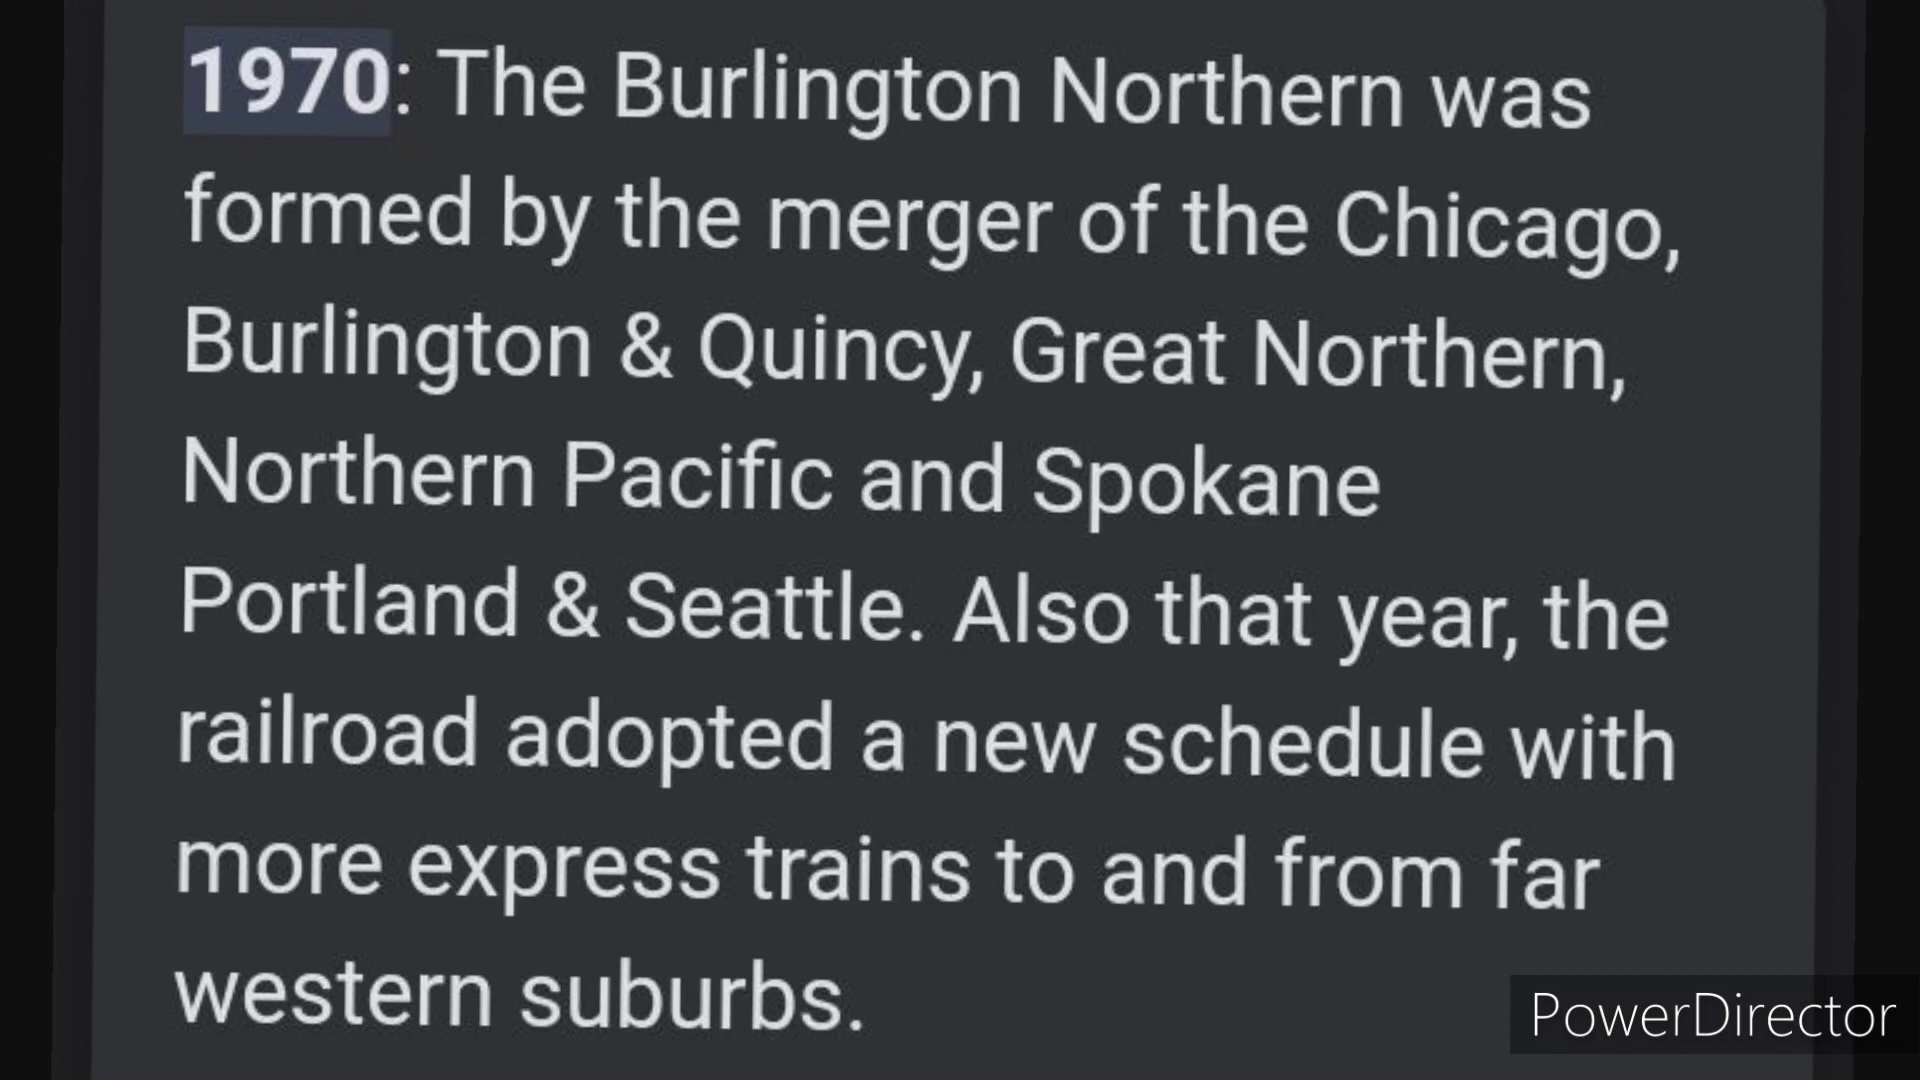 1970: The Burlington Northern was
formed by the merger of the Chicago,
Burlington & Quincy, Great Northern,
Northern Pacific and Spokane
Portland & Seattle. Also that year, the
railroad adopted a new schedule with
more express trains to and from far
western suburbs.
PowerDirector